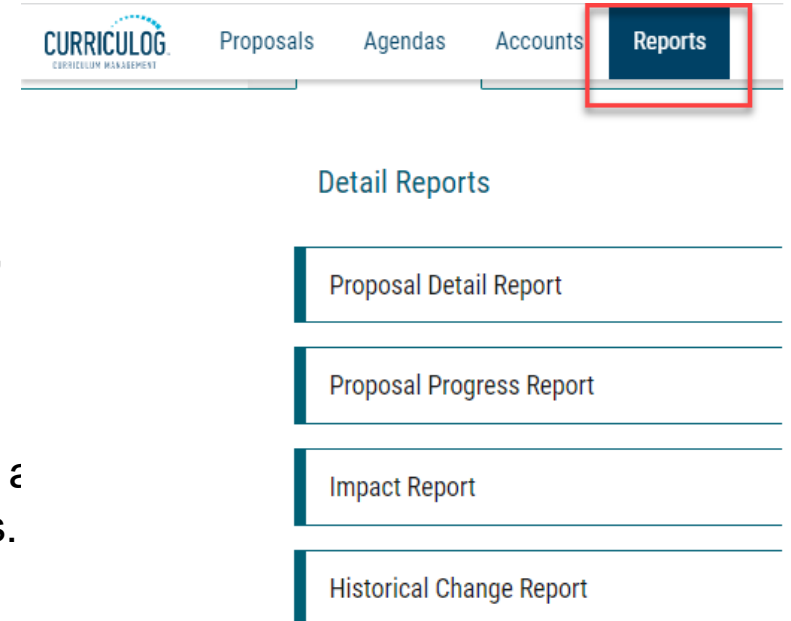 CURRICULOG
CURRICULUM MANAGEMENT
Proposals Agendas Accounts Reports
Detail Reports
Proposal Detail Report
Proposal Progress Report
Impact Report
Historical Change Report